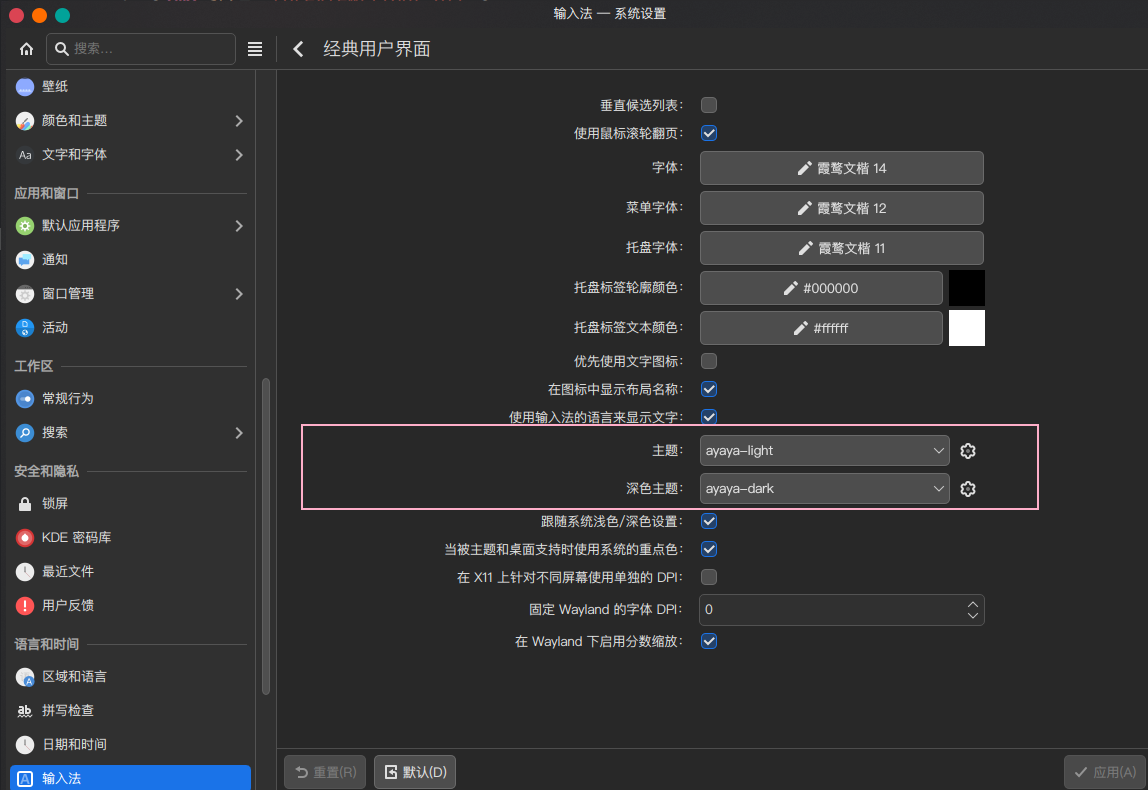 输入法 — 系统设置
搜索...
经典用户界面
壁纸
颜色和主题
Aa 文字和字体
应用和窗口
默认应用程序
通知
窗口管理
活动
工作区
常规行为
搜索
安全和隐私
锁屏
KDE 密码库
最近文件
用户反馈
语言和时间
区域和语言
拼写检查
日期和时间
输入法
垂直候选列表：
使用鼠标滚轮翻页：
字体： 霞鹜文楷 14
菜单字体： 霞鹜文楷 12
托盘字体： 霞鹜文楷 11
托盘标签轮廓颜色： #000000
托盘标签文本颜色： #ffffff
优先使用文字图标：
在图标中显示布局名称：
使用输入法的语言来显示文字：
主题： ayaya-light
深色主题： ayaya-dark
跟随系统浅色/深色设置：
当被主题和桌面支持时使用系统的重点色：
在 X11 上针对不同屏幕使用单独的 DPI：
固定 Wayland 的字体 DPI： 0
在 Wayland 下启用分数缩放：
重置(R)
默认(D)
应用(A)